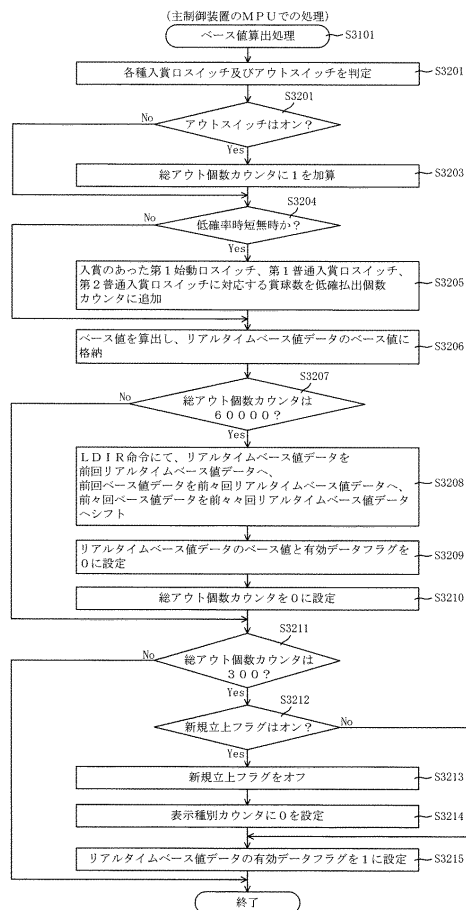 (主制御装置のMPUでの処理)
ベース値算出処理
S3101
各種入賞口スイッチ及びアウトスイッチを判定
S3201
S3201
No
アウトスイッチはオン？
Yes
総アウト個数カウンタに１を加算
S3203
S3204
No
低確率時短無時か？
Yes
入賞のあった第１始動口スイッチ、第１普通入賞口スイッチ、
第２普通入賞口スイッチに対応する賞球数を低確払出個数
カウンタに追加
S3205
ベース値を算出し、リアルタイムベース値データのベース値に
格納
S3206
S3207
No
総アウト個数カウンタは
６００００？
Yes
ＬＤＩＲ命令にて、リアルタイムベース値データを
前回リアルタイムベース値データへ、
前回ベース値データを前々回リアルタイムベース値データへ、
前々回ベース値データを前々々回リアルタイムベース値データ
へシフト
S3208
リアルタイムベース値データのベース値と有効データフラグを
０に設定
S3209
総アウト個数カウンタを０に設定
S3210
S3211
No
総アウト個数カウンタは
３００？
Yes
S3212
新規立上フラグはオン？
No
Yes
新規立上フラグをオフ
S3213
表示種別カウンタに０を設定
S3214
リアルタイムベース値データの有効データフラグを１に設定
S3215
終了